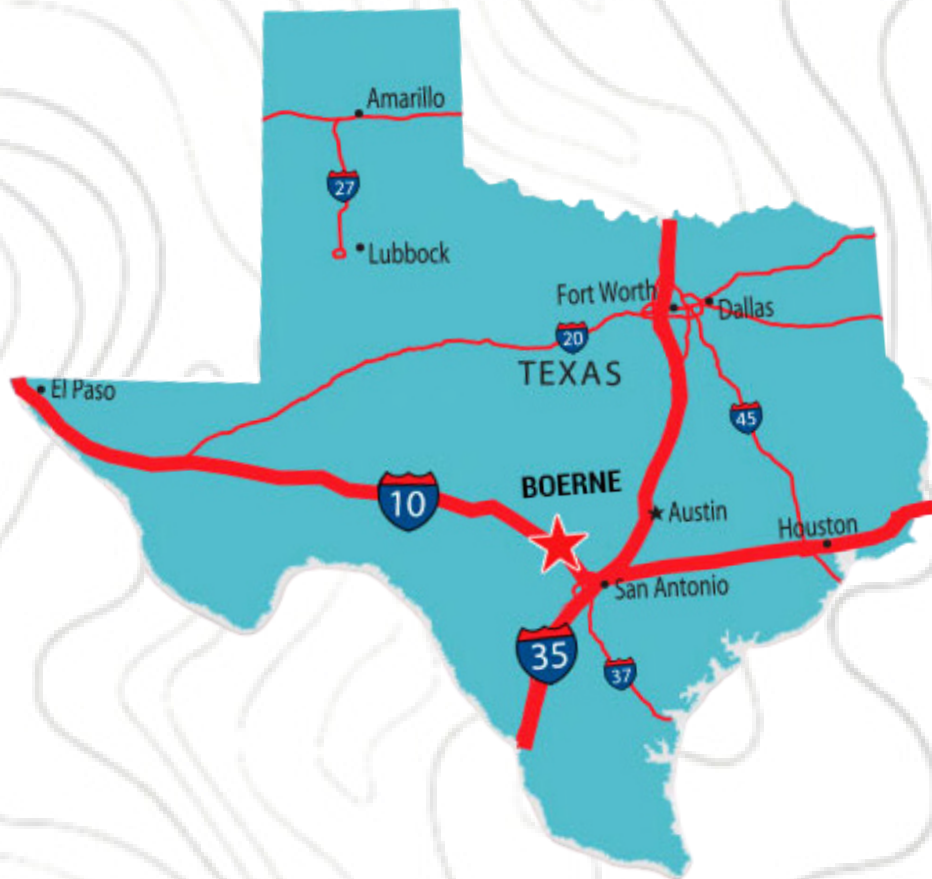 Amarillo
27
Lubbock
Fort Worth
Dallas
20
TEXAS
El Paso
45
BOERNE
10
Austin
Houston
San Antonio
35
37